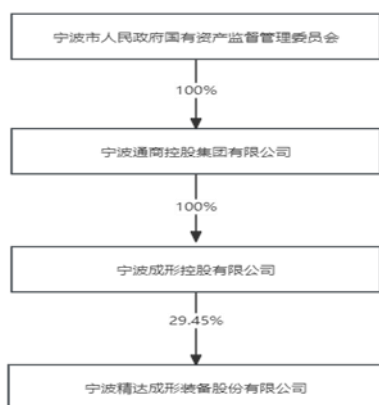 宁波市人民政府国有资产监督管理委员会
100%
宁波通商控股集团有限公司
100%
宁波成形控股有限公司
29.45%
宁波精达成形装备股份有限公司